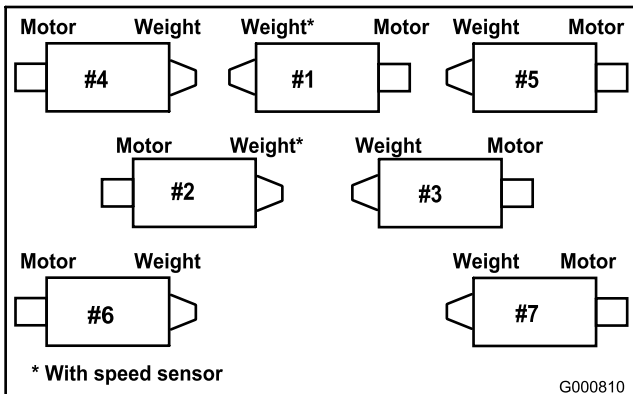 Motor Weight Weight* Motor Weight Motor
#4 #1 #5
Motor Weight* Weight Motor
#2 #3
Motor Weight Weight Motor
#6 #7
* With speed sensor
G000810